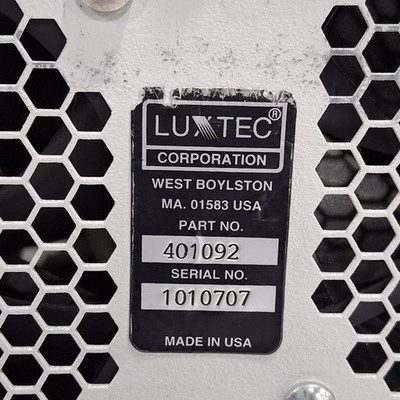 LUXTEC®
CORPORATION
WEST BOYLSTON
MA. 01583 USA
PART NO.
401092
SERIAL NO.
1010707
MADE IN USA